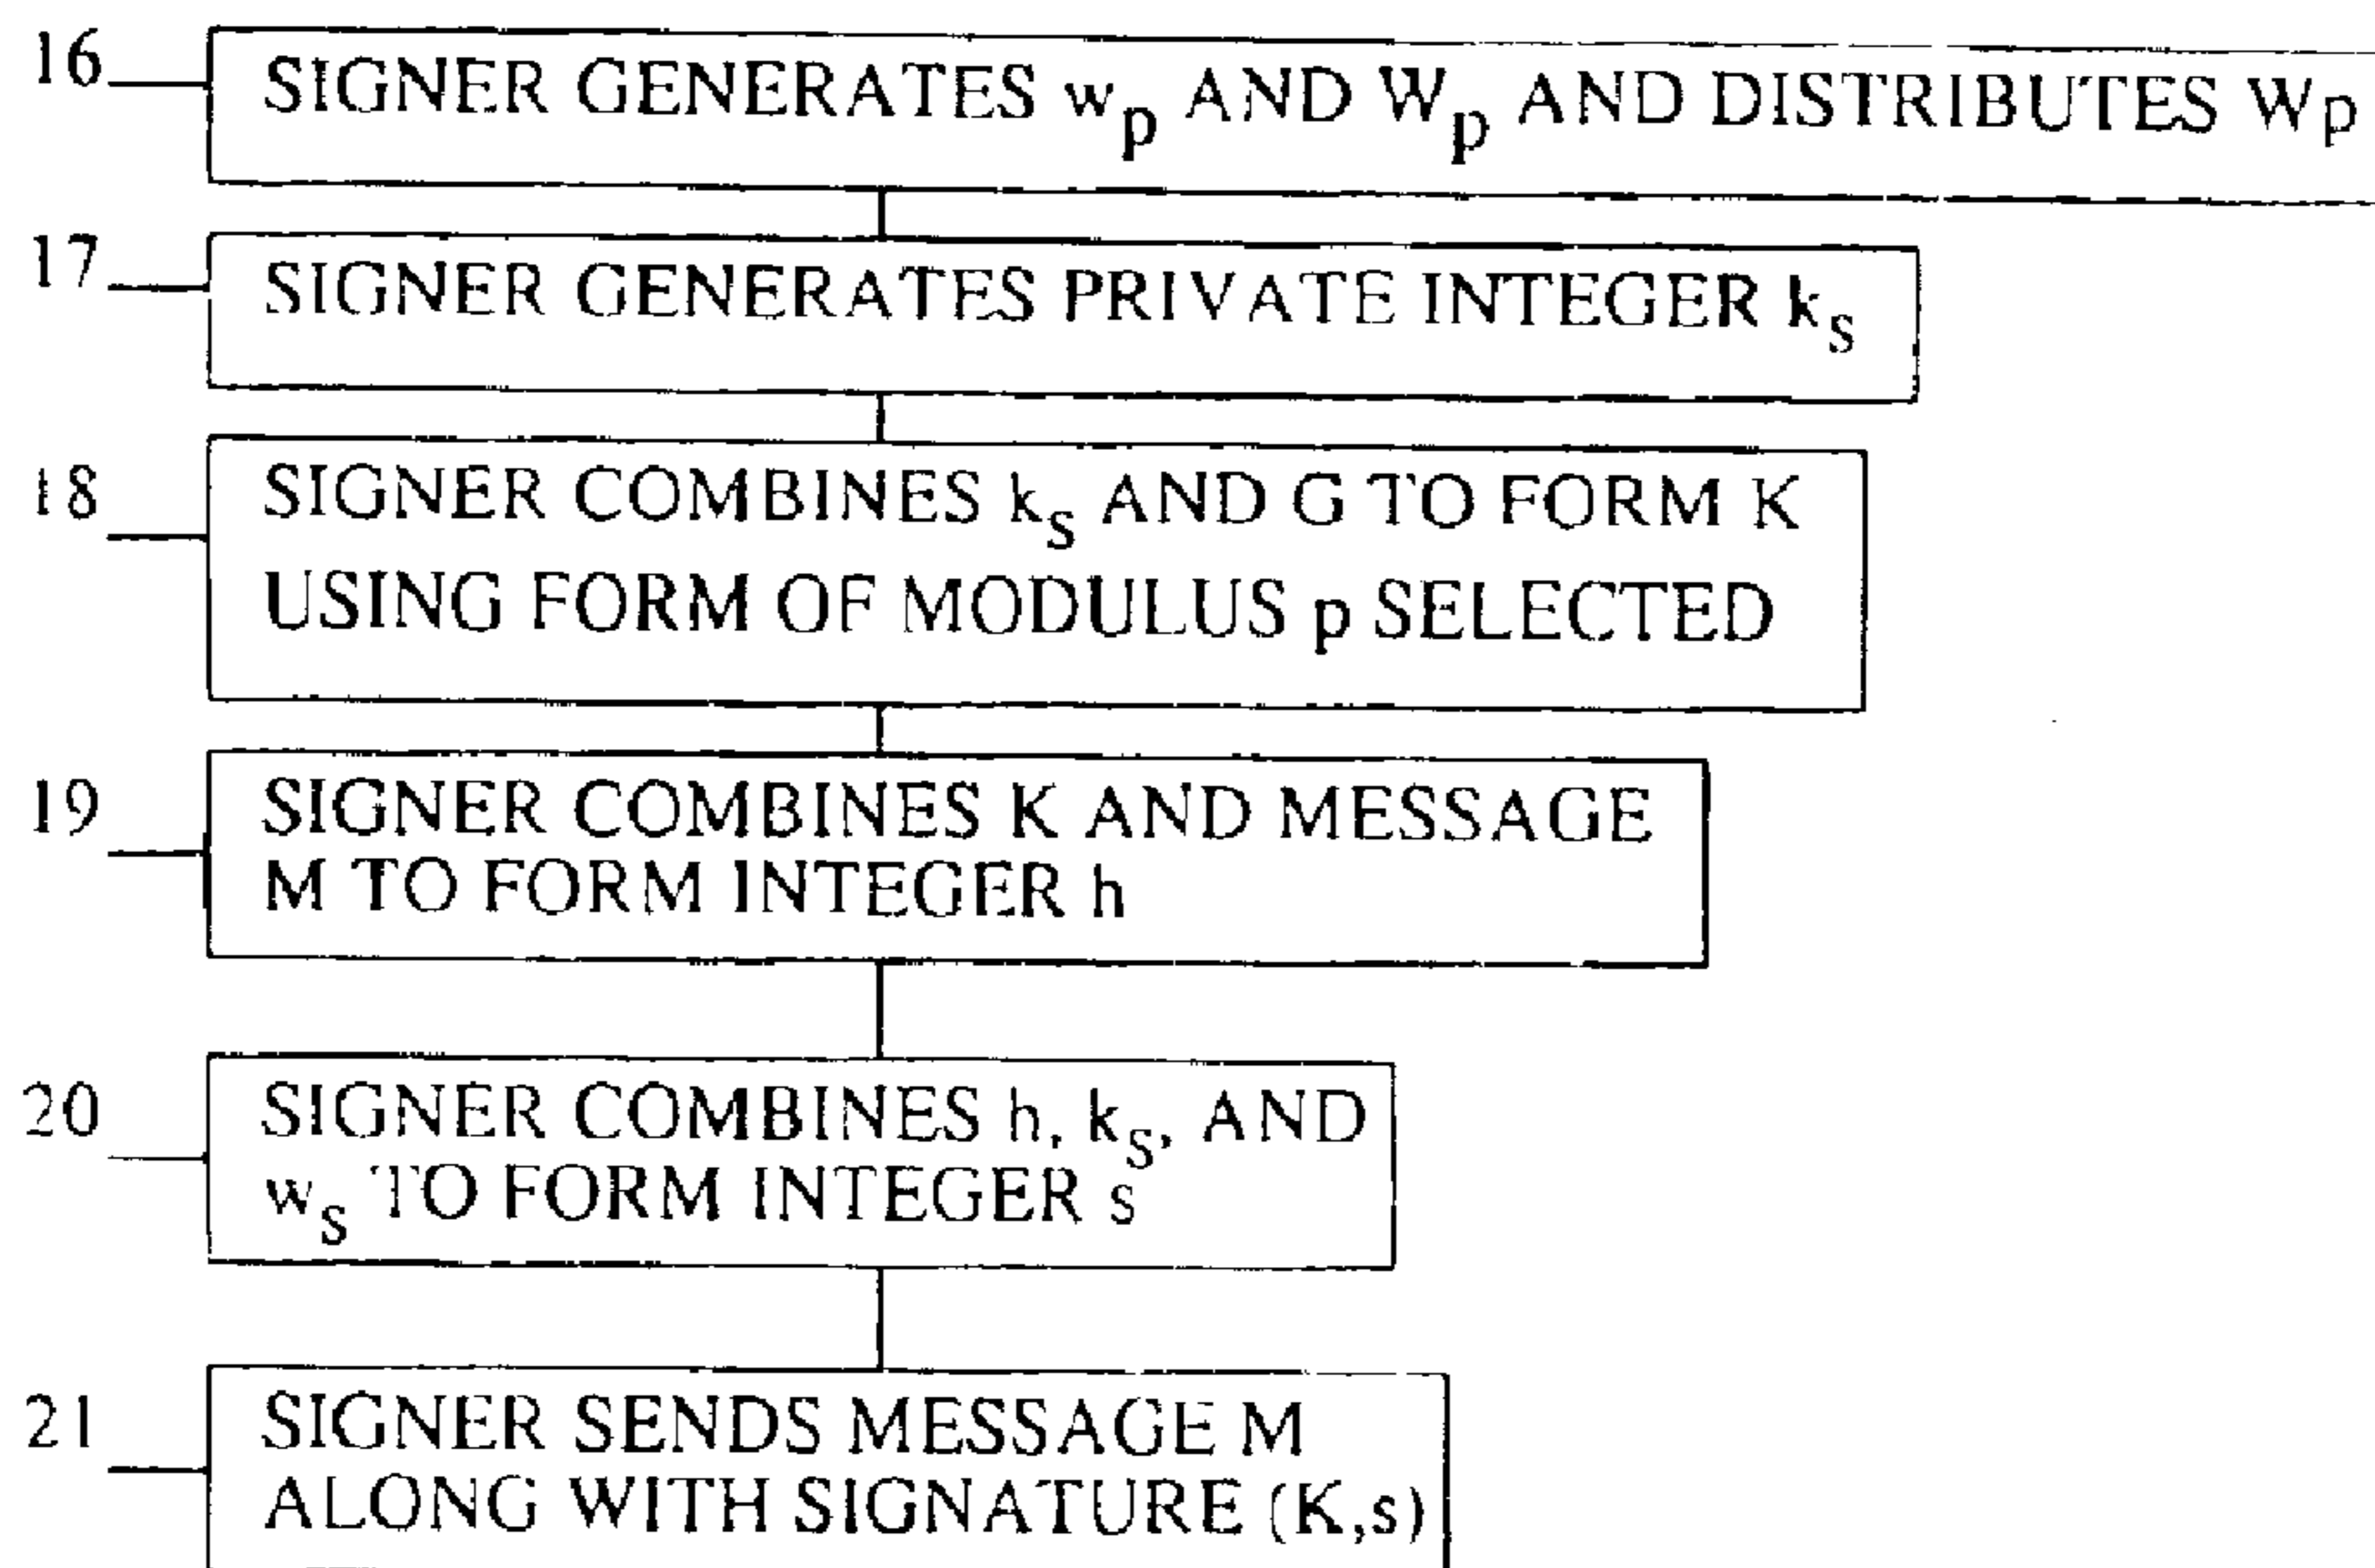 16 SIGNER GENERATES wp AND Wp AND DISTRIBUTES Wp
17 SIGNER GENERATES PRIVATE INTEGER ks
18 SIGNER COMBINES ks AND G TO FORM K
USING FORM OF MODULUS p SELECTED
19 SIGNER COMBINES K AND MESSAGE
M TO FORM INTEGER h
20 SIGNER COMBINES h, ks, AND
ws TO FORM INTEGER s
21 SIGNER SENDS MESSAGE M
ALONG WITH SIGNATURE (K,s)